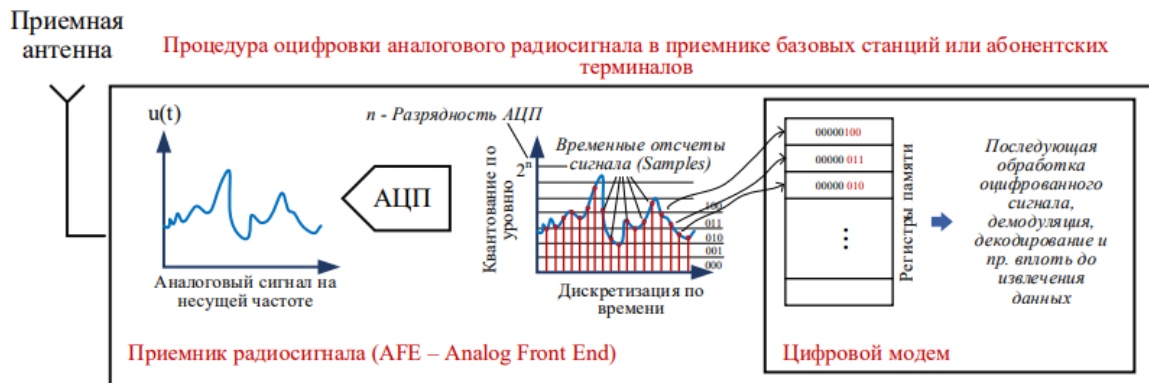 Приемная
антенна
Процедура оцифровки аналогового радиосигнала в приемнике базовых станций или абонентских
терминалов
u(t)
Аналоговый сигнал на
несущей частоте
АЦП
n - Разрядность АЦП
2ⁿ
Квантование по
уровню
Временные отсчеты
сигнала (Samples)
100
011
010
001
000
Дискретизация по
времени
00000100
00000 011
00000 010
⋮
Регистры памяти
Последующая
обработка
оцифрованного
сигнала,
демодуляция,
декодирование и
пр. вплоть до
извлечения
данных
Приемник радиосигнала (AFE – Analog Front End)
Цифровой модем